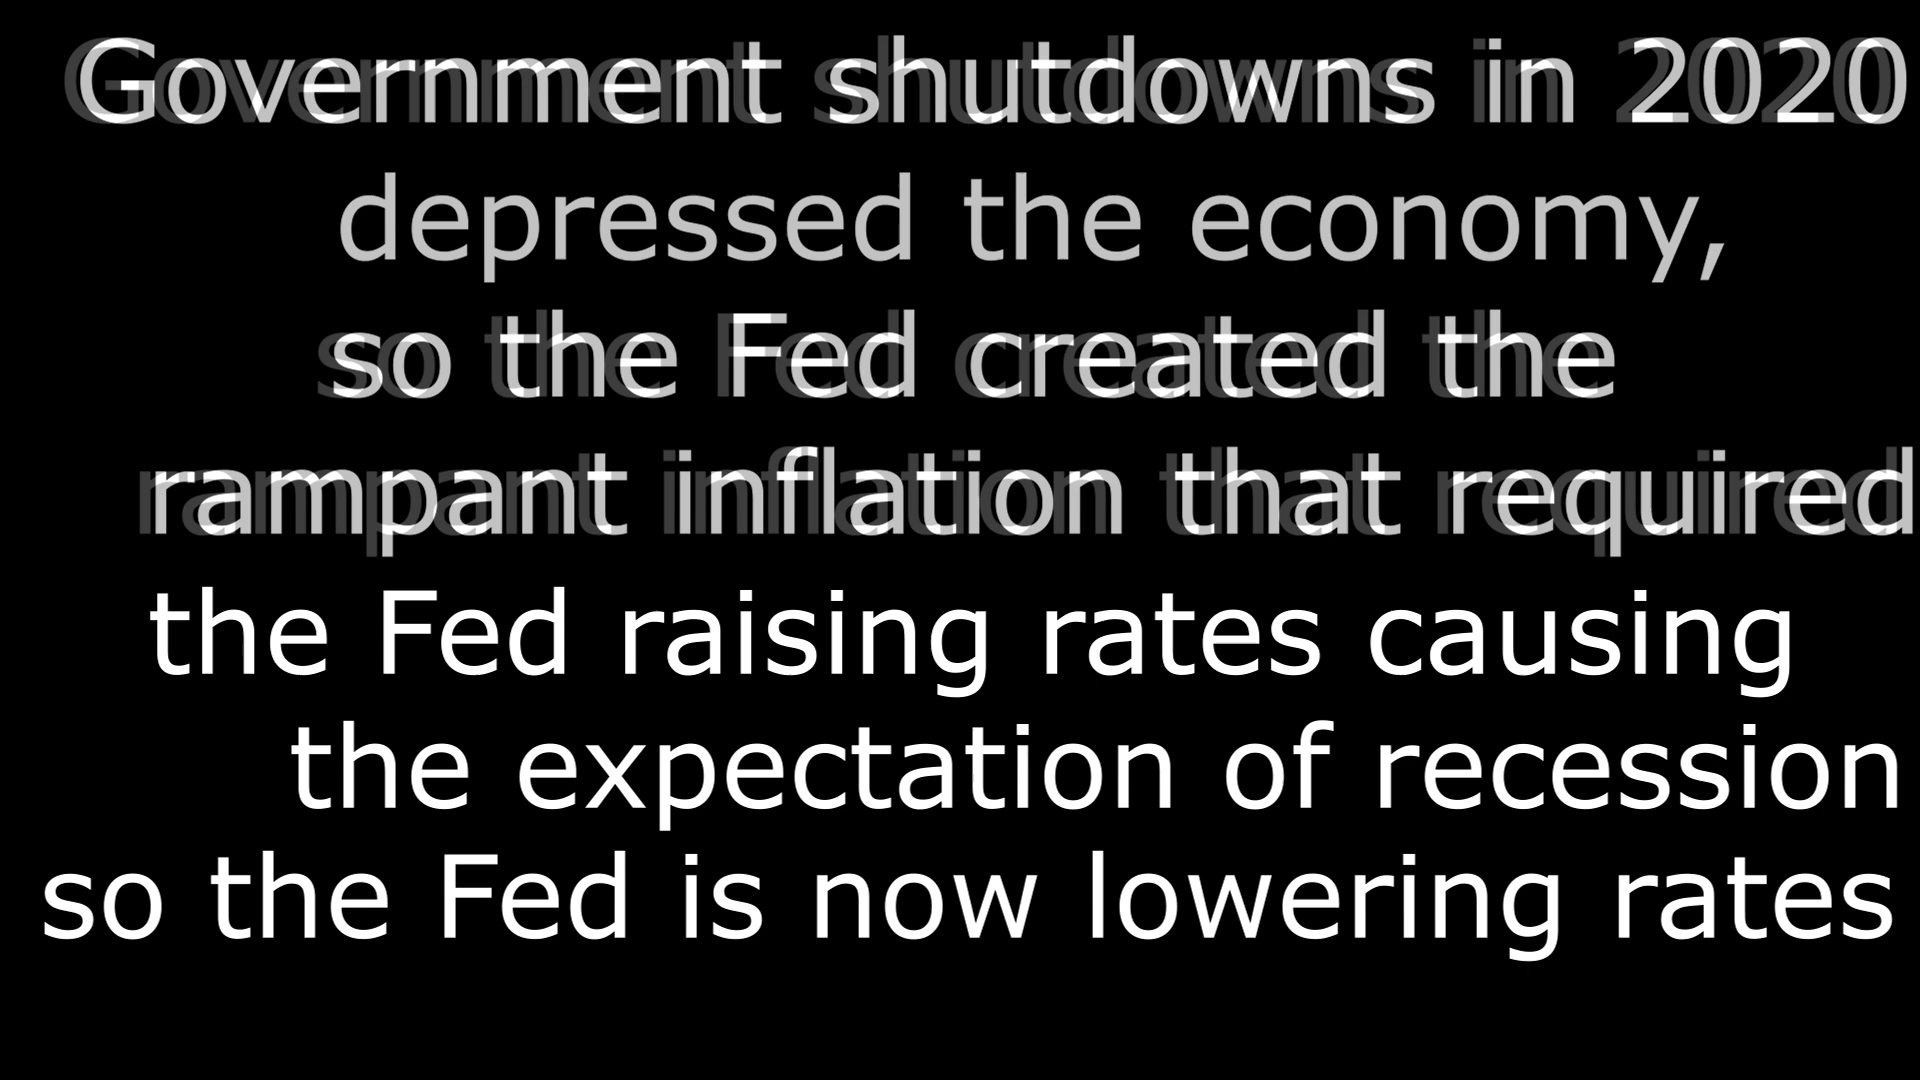 Government shutdowns in 2020
depressed the economy,
so the Fed created the
rampant inflation that required
the Fed raising rates causing
the expectation of recession
so the Fed is now lowering rates